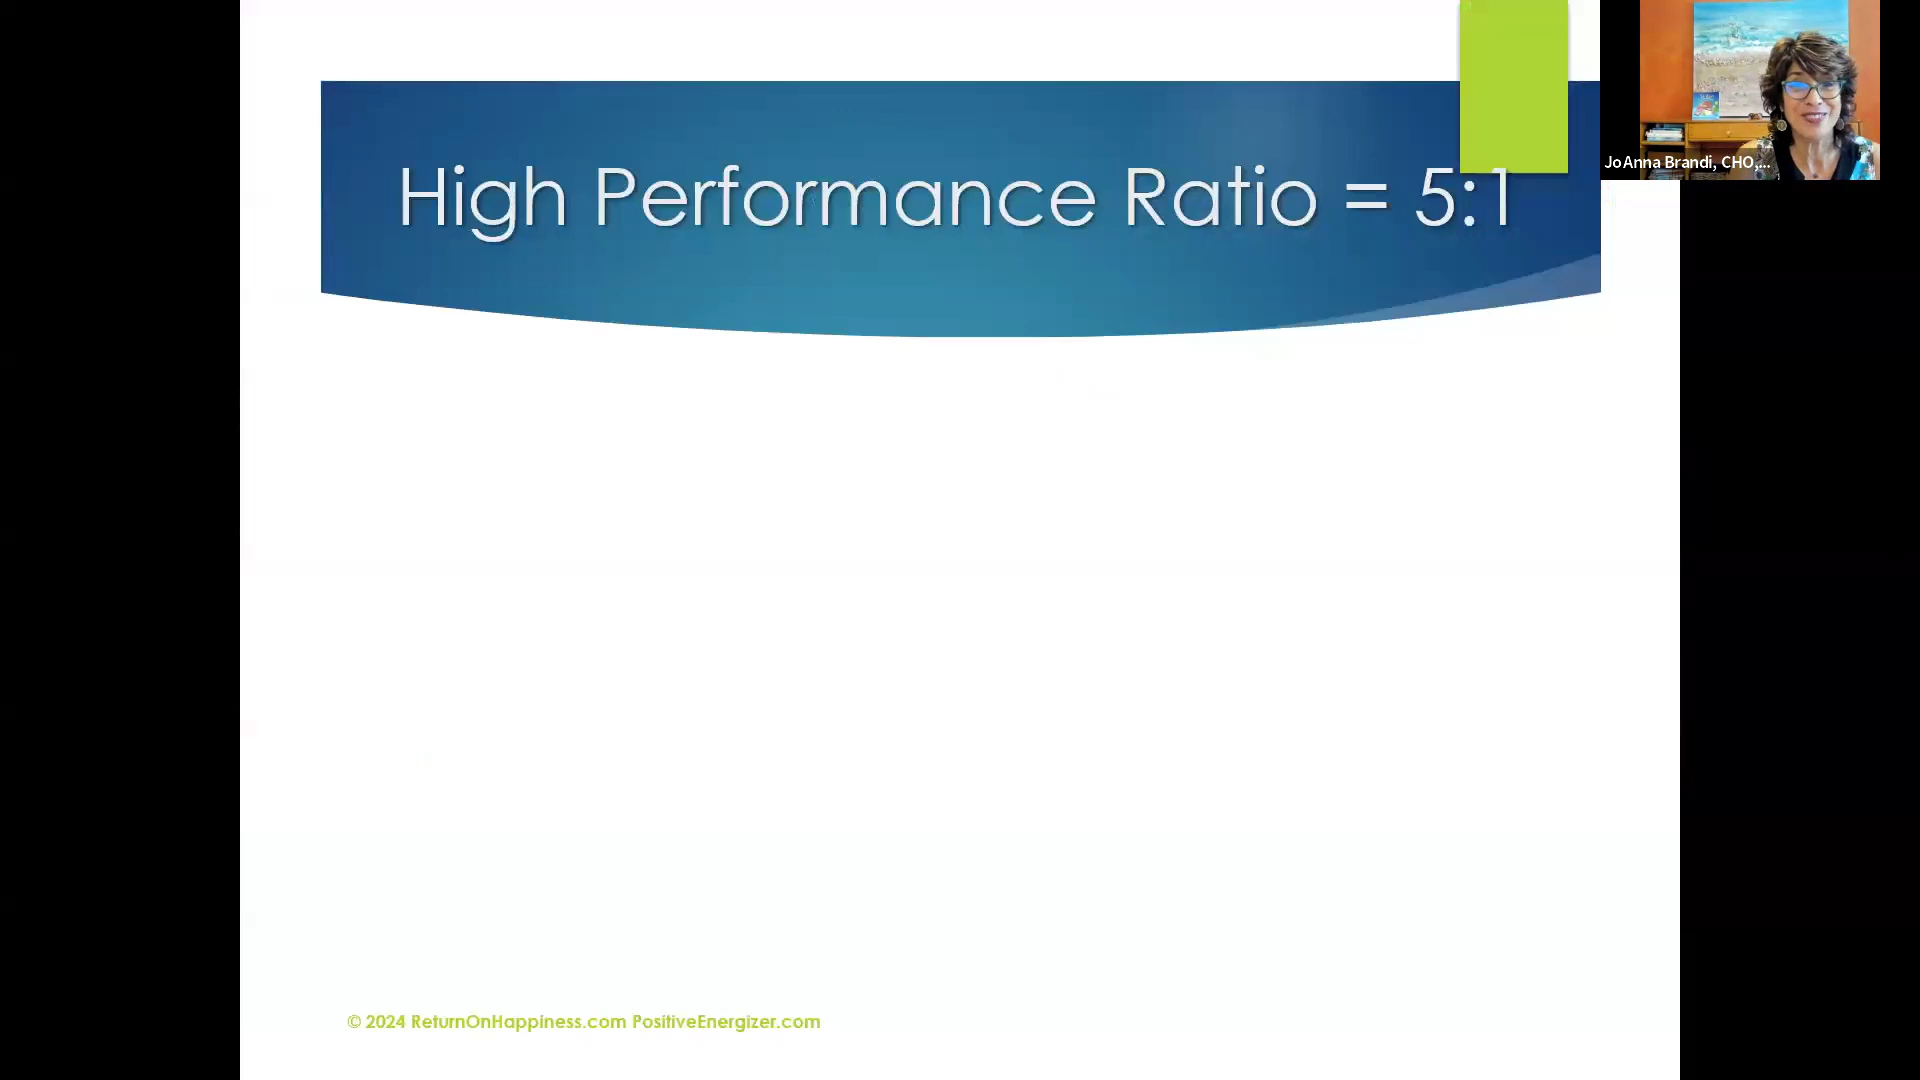 High Performance Ratio = 5:1
JoAnna Brandi, CHO,...
© 2024 ReturnOnHappiness.com PositiveEnergizer.com